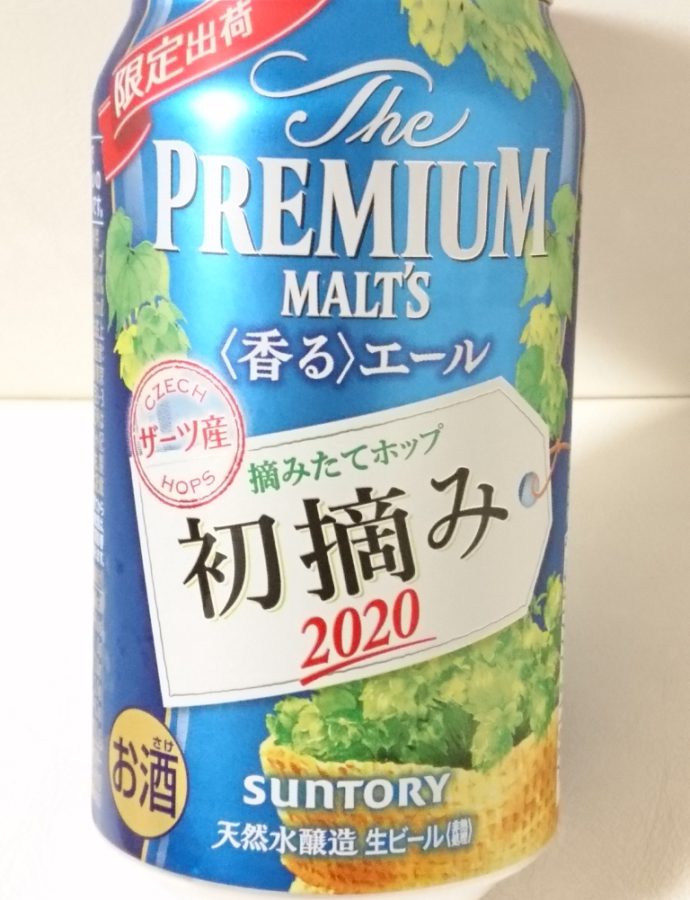 限定出荷
The
PREMIUM
MALT'S
〈香る〉エール
CZECH
ザーツ産
HOPS
摘みたてホップ
初摘み
2020
さけ
お酒
SUNTORY
天然水醸造 生ビール